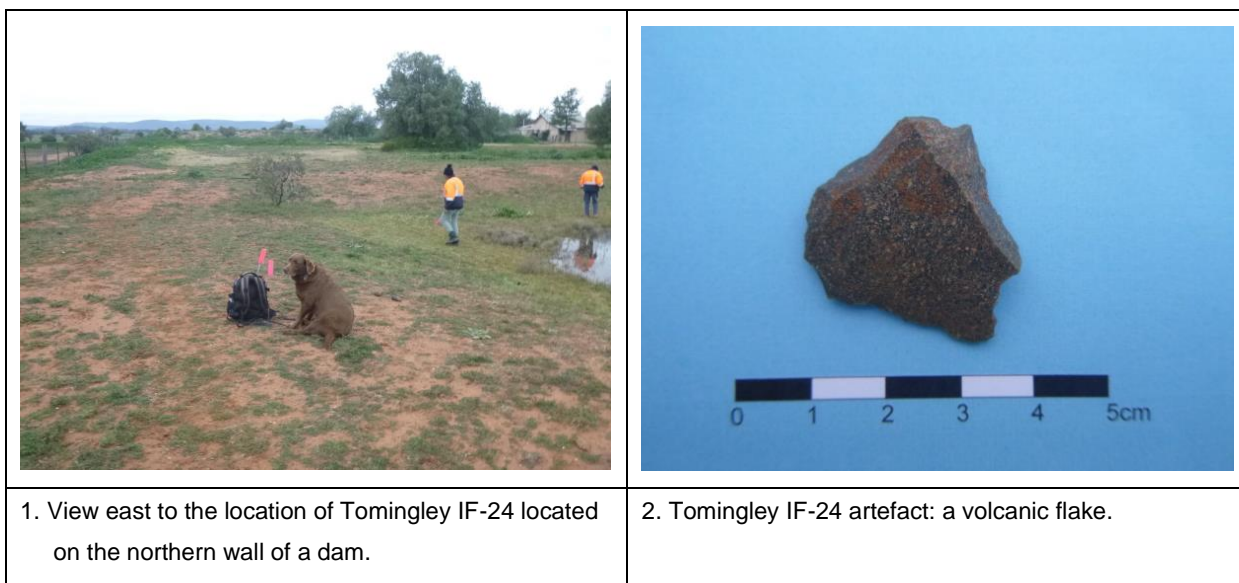 0 1 2 3 4 5cm
1. View east to the location of Tomingley IF-24 located
on the northern wall of a dam.
2. Tomingley IF-24 artefact: a volcanic flake.